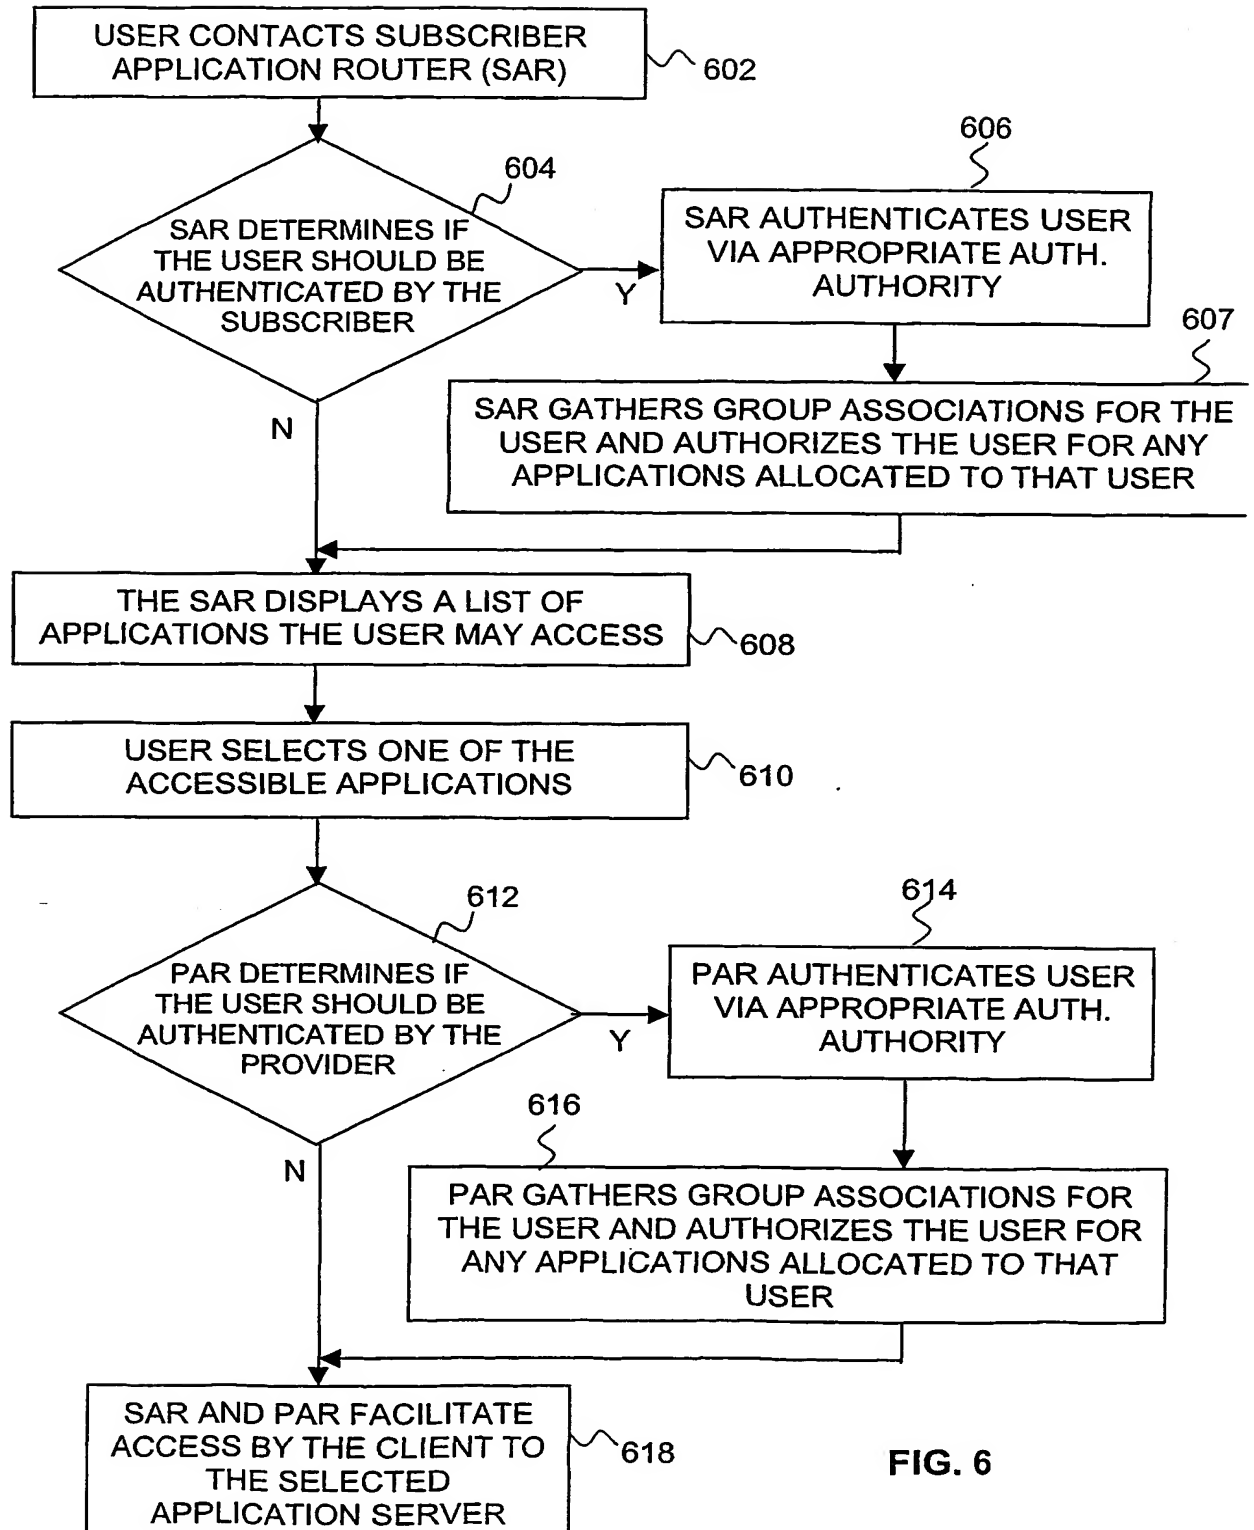 USER CONTACTS SUBSCRIBER
APPLICATION ROUTER (SAR)
602
604
SAR DETERMINES IF
THE USER SHOULD BE
AUTHENTICATED BY THE
SUBSCRIBER
Y
N
606
SAR AUTHENTICATES USER
VIA APPROPRIATE AUTH.
AUTHORITY
607
SAR GATHERS GROUP ASSOCIATIONS FOR THE
USER AND AUTHORIZES THE USER FOR ANY
APPLICATIONS ALLOCATED TO THAT USER
THE SAR DISPLAYS A LIST OF
APPLICATIONS THE USER MAY ACCESS
608
USER SELECTS ONE OF THE
ACCESSIBLE APPLICATIONS
610
612
PAR DETERMINES IF
THE USER SHOULD BE
AUTHENTICATED BY THE
PROVIDER
Y
N
614
PAR AUTHENTICATES USER
VIA APPROPRIATE AUTH.
AUTHORITY
616
PAR GATHERS GROUP ASSOCIATIONS FOR
THE USER AND AUTHORIZES THE USER FOR
ANY APPLICATIONS ALLOCATED TO THAT
USER
SAR AND PAR FACILITATE
ACCESS BY THE CLIENT TO
THE SELECTED
APPLICATION SERVER
618
FIG. 6